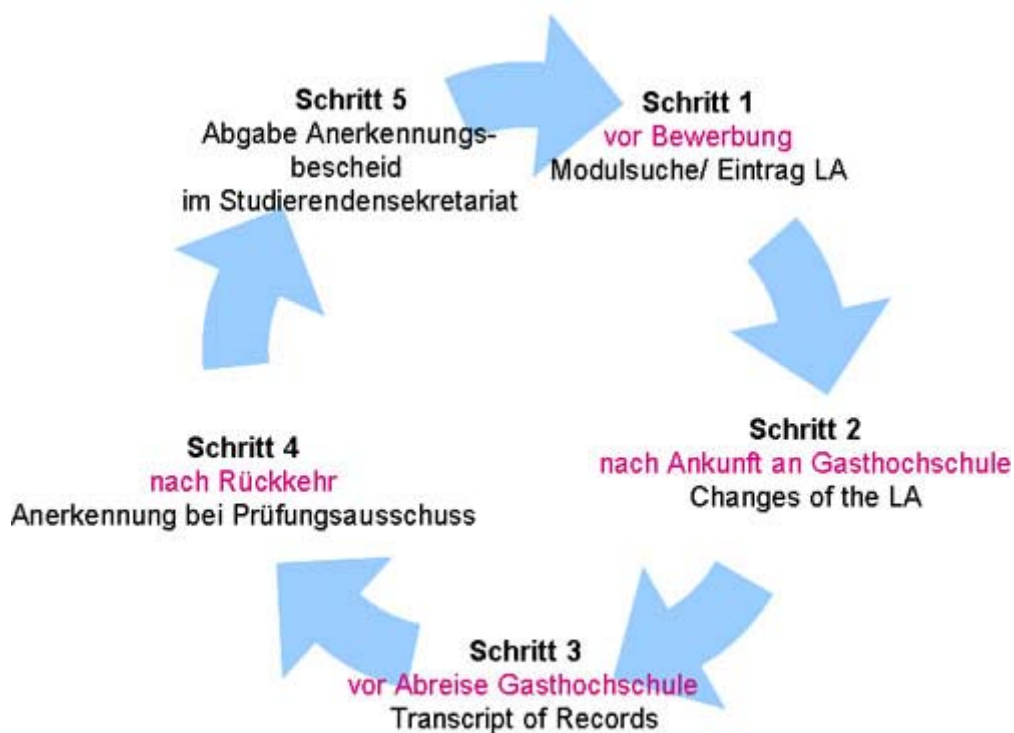 Schritt 1
vor Bewerbung
Modulsuche/ Eintrag LA
Schritt 2
nach Ankunft an Gasthochschule
Changes of the LA
Schritt 3
vor Abreise Gasthochschule
Transcript of Records
Schritt 4
nach Rückkehr
Anerkennung bei Prüfungsausschuss
Schritt 5
Abgabe Anerkennungs-
bescheid
im Studierendensekretariat